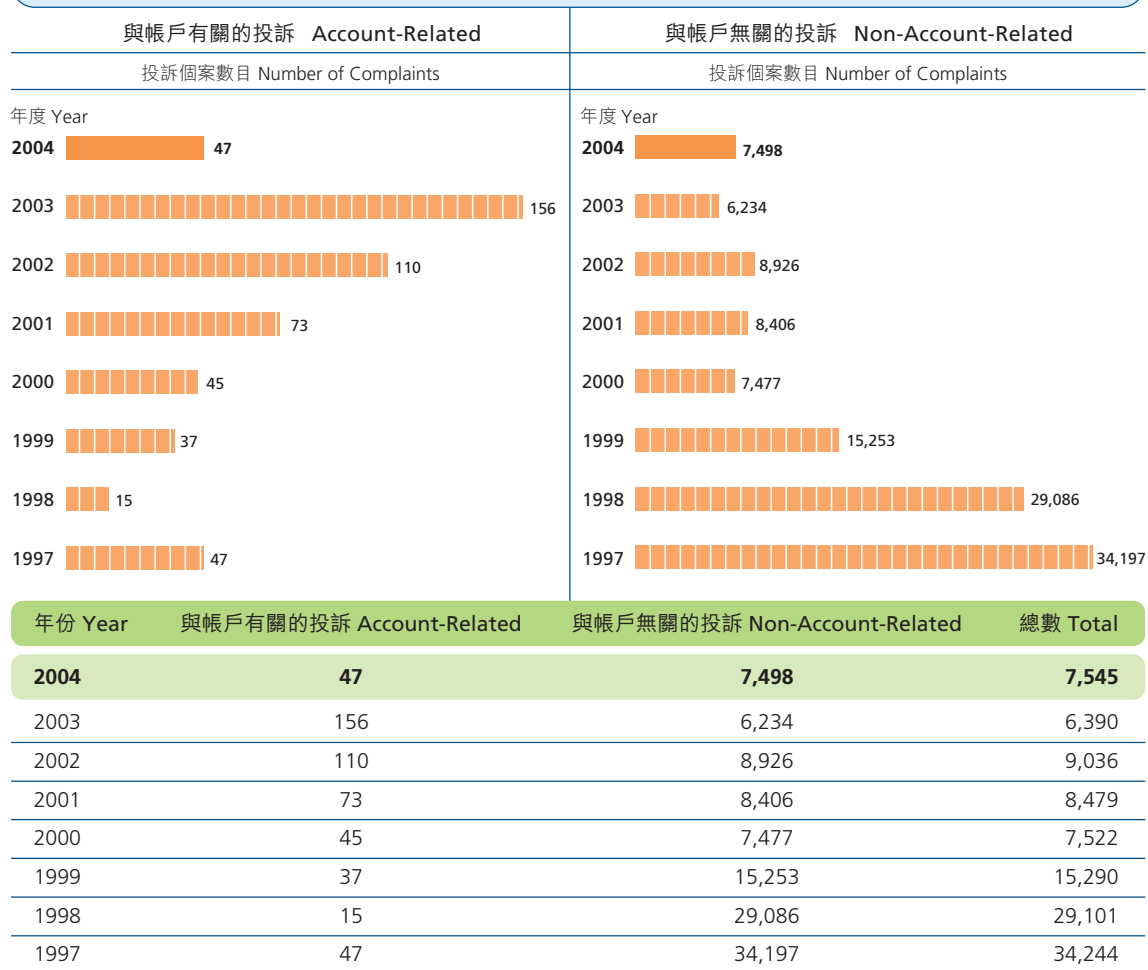 與帳戶有關的投訴 Account-Related
投訴個案數目 Number of Complaints
年度 Year
2004 47
2003 156
2002 110
2001 73
2000 45
1999 37
1998 15
1997 47
與帳戶無關的投訴 Non-Account-Related
投訴個案數目 Number of Complaints
年度 Year
2004 7,498
2003 6,234
2002 8,926
2001 8,406
2000 7,477
1999 15,253
1998 29,086
1997 34,197
年份 Year 與帳戶有關的投訴 Account-Related 與帳戶無關的投訴 Non-Account-Related 總數 Total
2004 47 7,498 7,545
2003 156 6,234 6,390
2002 110 8,926 9,036
2001 73 8,406 8,479
2000 45 7,477 7,522
1999 37 15,253 15,290
1998 15 29,086 29,101
1997 47 34,197 34,244